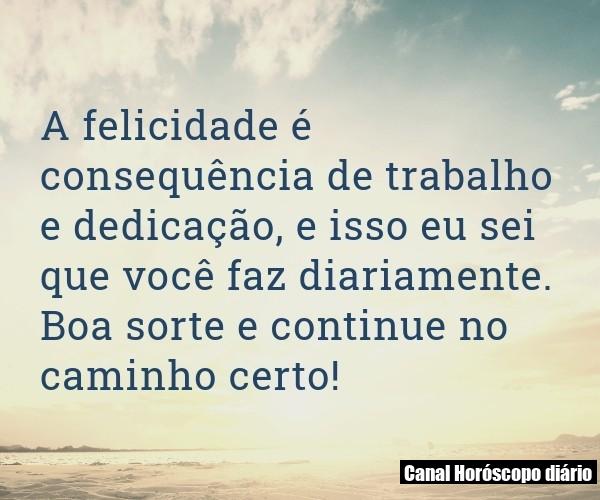 A felicidade é
consequência de trabalho
e dedicação, e isso eu sei
que você faz diariamente.
Boa sorte e continue no
caminho certo!
Canal Horóscopo diário